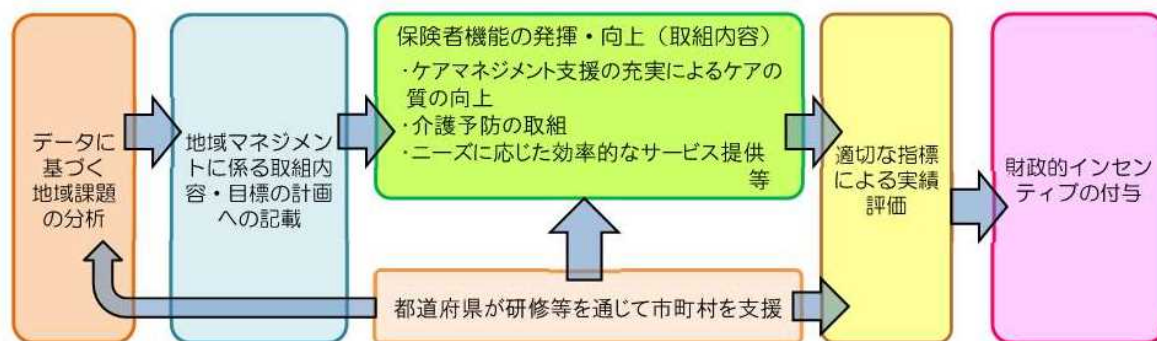 データに
基づく
地域課題
の分析
地域マネジメン
トに係る取組内
容・目標の計画
への記載
保険者機能の発揮・向上（取組内容）
・ケアマネジメント支援の充実によるケアの
質の向上
・介護予防の取組
・ニーズに応じた効率的なサービス提供
等
都道府県が研修等を通じて市町村を支援
適切な指標
による実績
評価
財政的インセン
ティブの付与